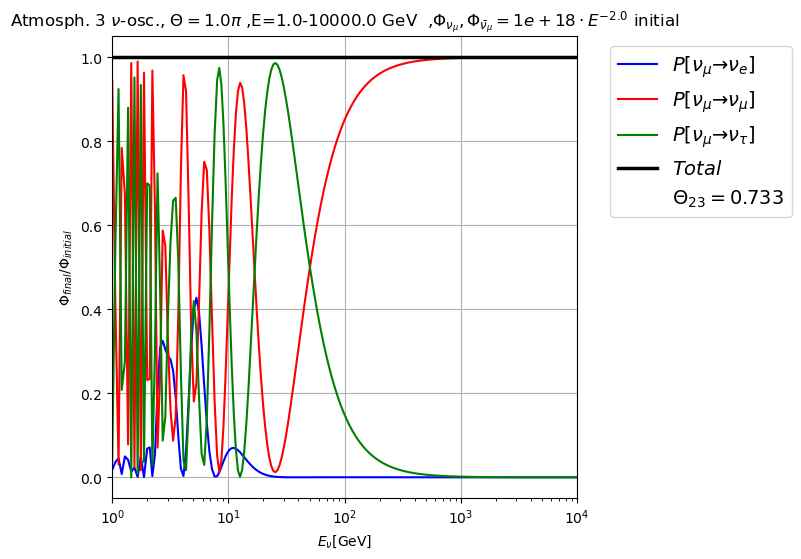 Atmosph. 3 ν-osc., Θ = 1.0π ,E=1.0-10000.0 GeV ,Φ_{ν_μ}, Φ_{ν̄_μ} = 1e + 18 · E^{-2.0} initial
1.0
0.8
0.6
0.4
0.2
0.0
Φ_{final}/Φ_{initial}
10^0
10^1
10^2
10^3
10^4
E_ν[GeV]
P[ν_μ→ν_e]
P[ν_μ→ν_μ]
P[ν_μ→ν_τ]
Total
Θ_{23} = 0.733